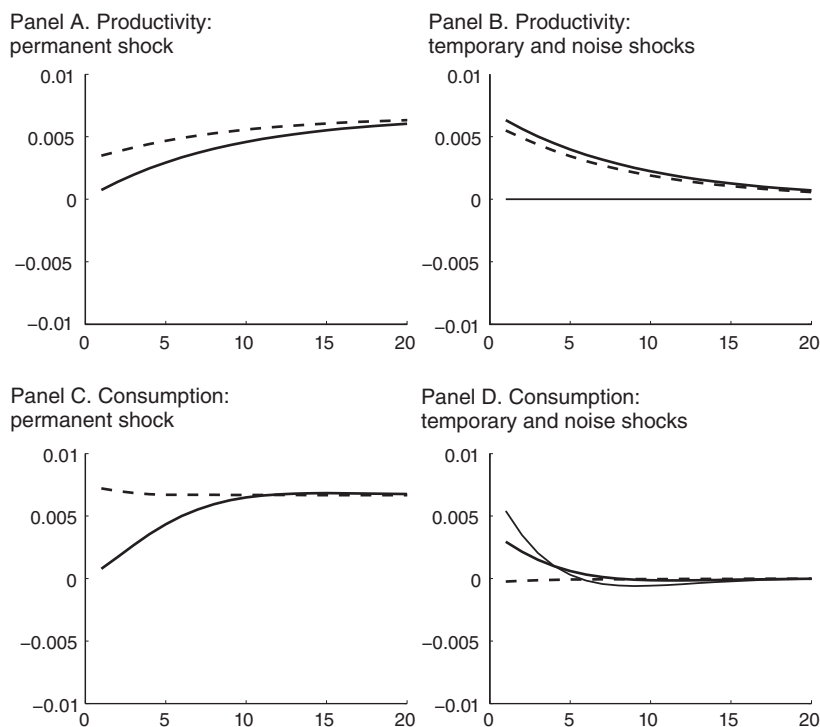 Panel A. Productivity:
permanent shock
0.01
0.005
0
−0.005
−0.01
0 5 10 15 20
Panel B. Productivity:
temporary and noise shocks
0.01
0.005
0
−0.005
−0.01
0 5 10 15 20
Panel C. Consumption:
permanent shock
0.01
0.005
0
−0.005
−0.01
0 5 10 15 20
Panel D. Consumption:
temporary and noise shocks
0.01
0.005
0
−0.005
−0.01
0 5 10 15 20